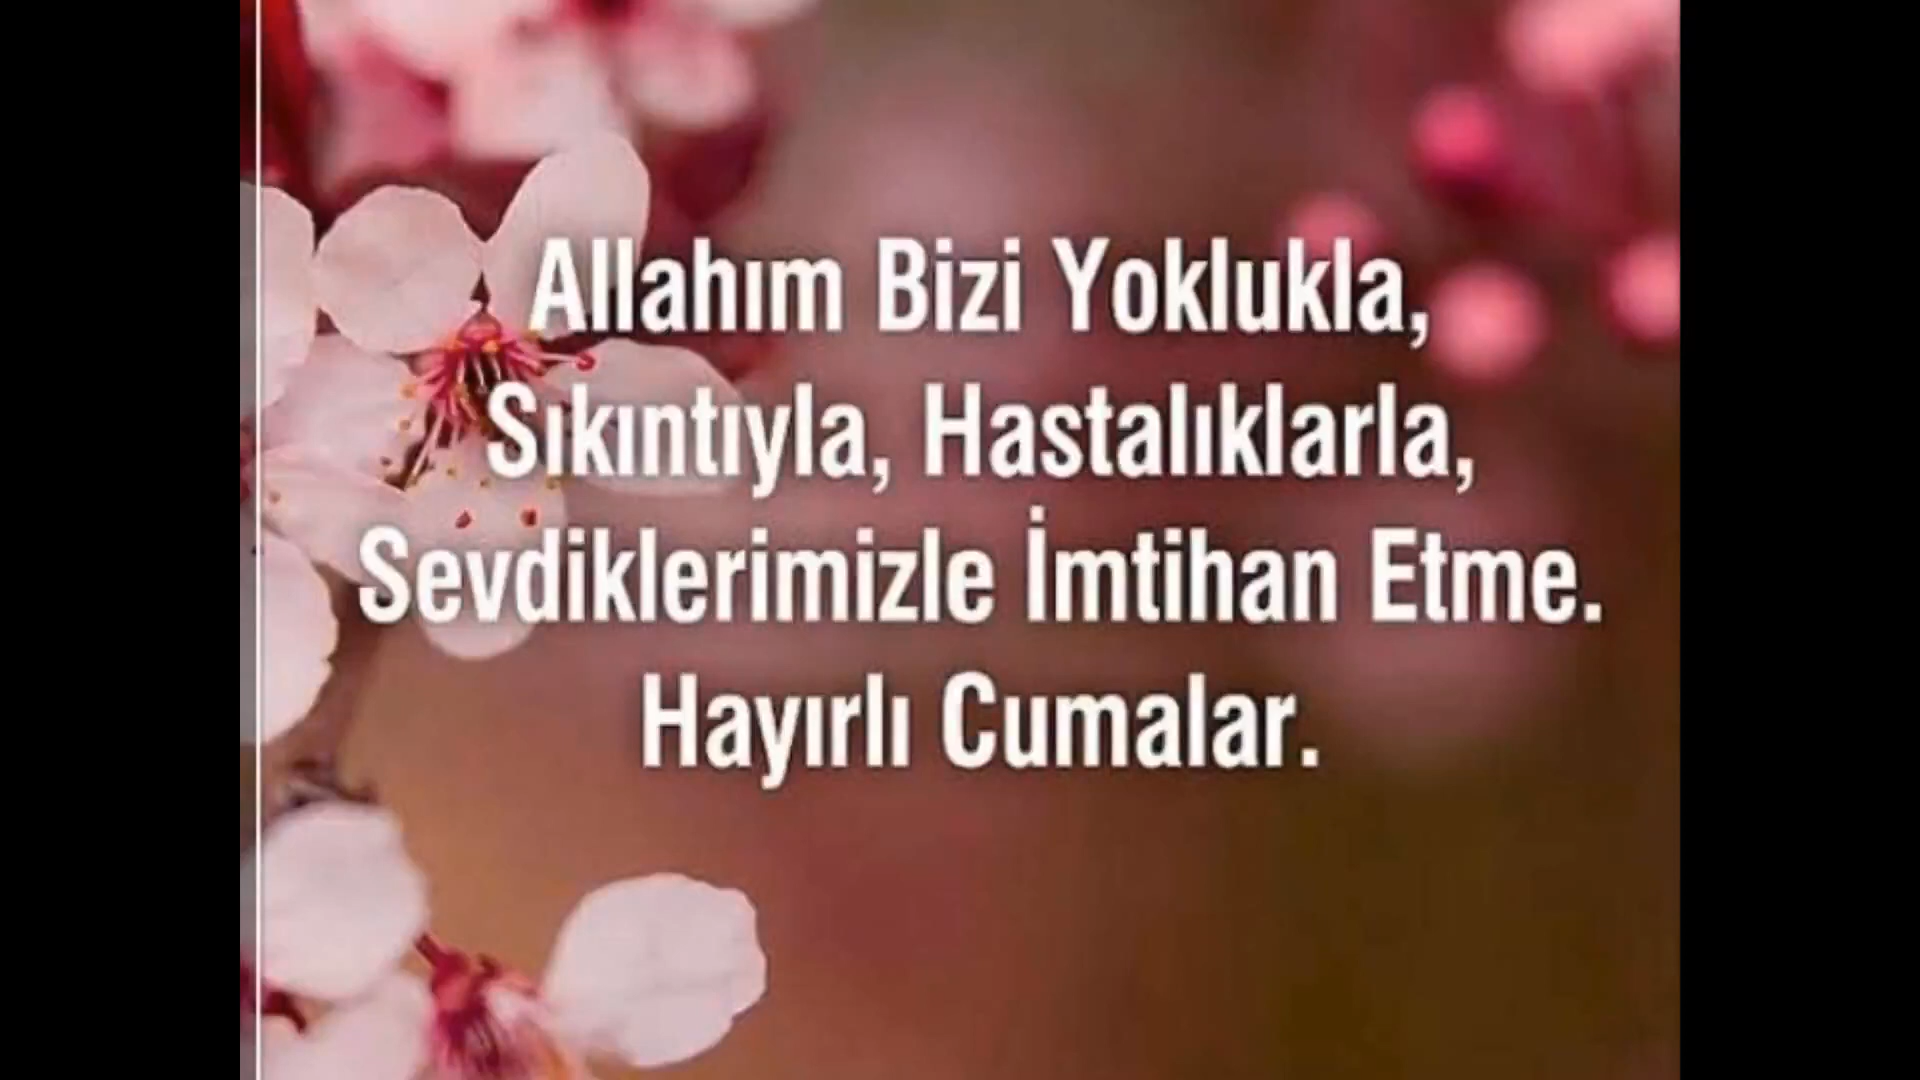 Allahım Bizi Yoklukla,
Sıkıntıyla, Hastalıklarla,
Sevdiklerimizle İmtihan Etme.
Hayırlı Cumalar.